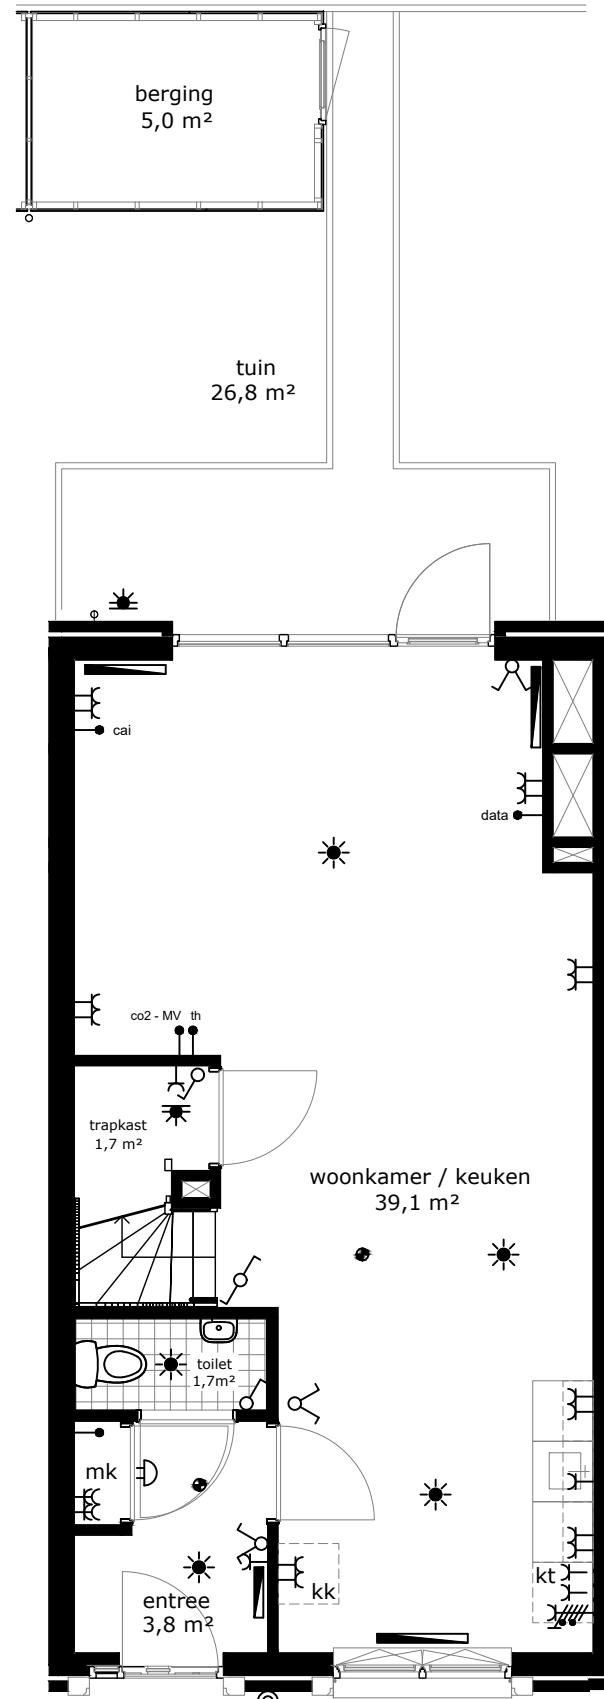 berging
5,0 m²
tuin
26,8 m²
cai
data
co2 - MV th
trapkast
1,7 m²
woonkamer / keuken
39,1 m²
toilet
1,7m²
mk
kt
kk
entree
3,8 m²